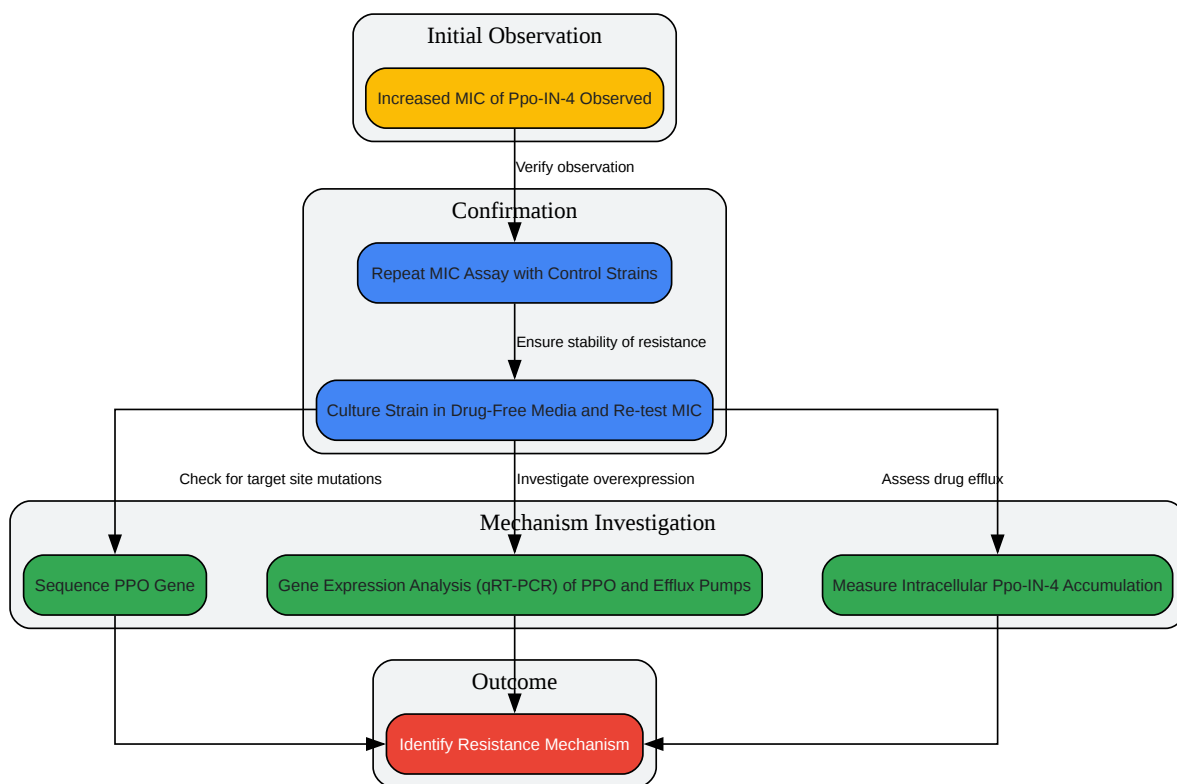 Initial Observation
Increased MIC of Ppo-IN-4 Observed
Verify observation
Confirmation
Repeat MIC Assay with Control Strains
Ensure stability of resistance
Culture Strain in Drug-Free Media and Re-test MIC
Check for target site mutations
Investigate overexpression
Assess drug efflux
Mechanism Investigation
Sequence PPO Gene
Gene Expression Analysis (qRT-PCR) of PPO and Efflux Pumps
Measure Intracellular Ppo-IN-4 Accumulation
Outcome
Identify Resistance Mechanism